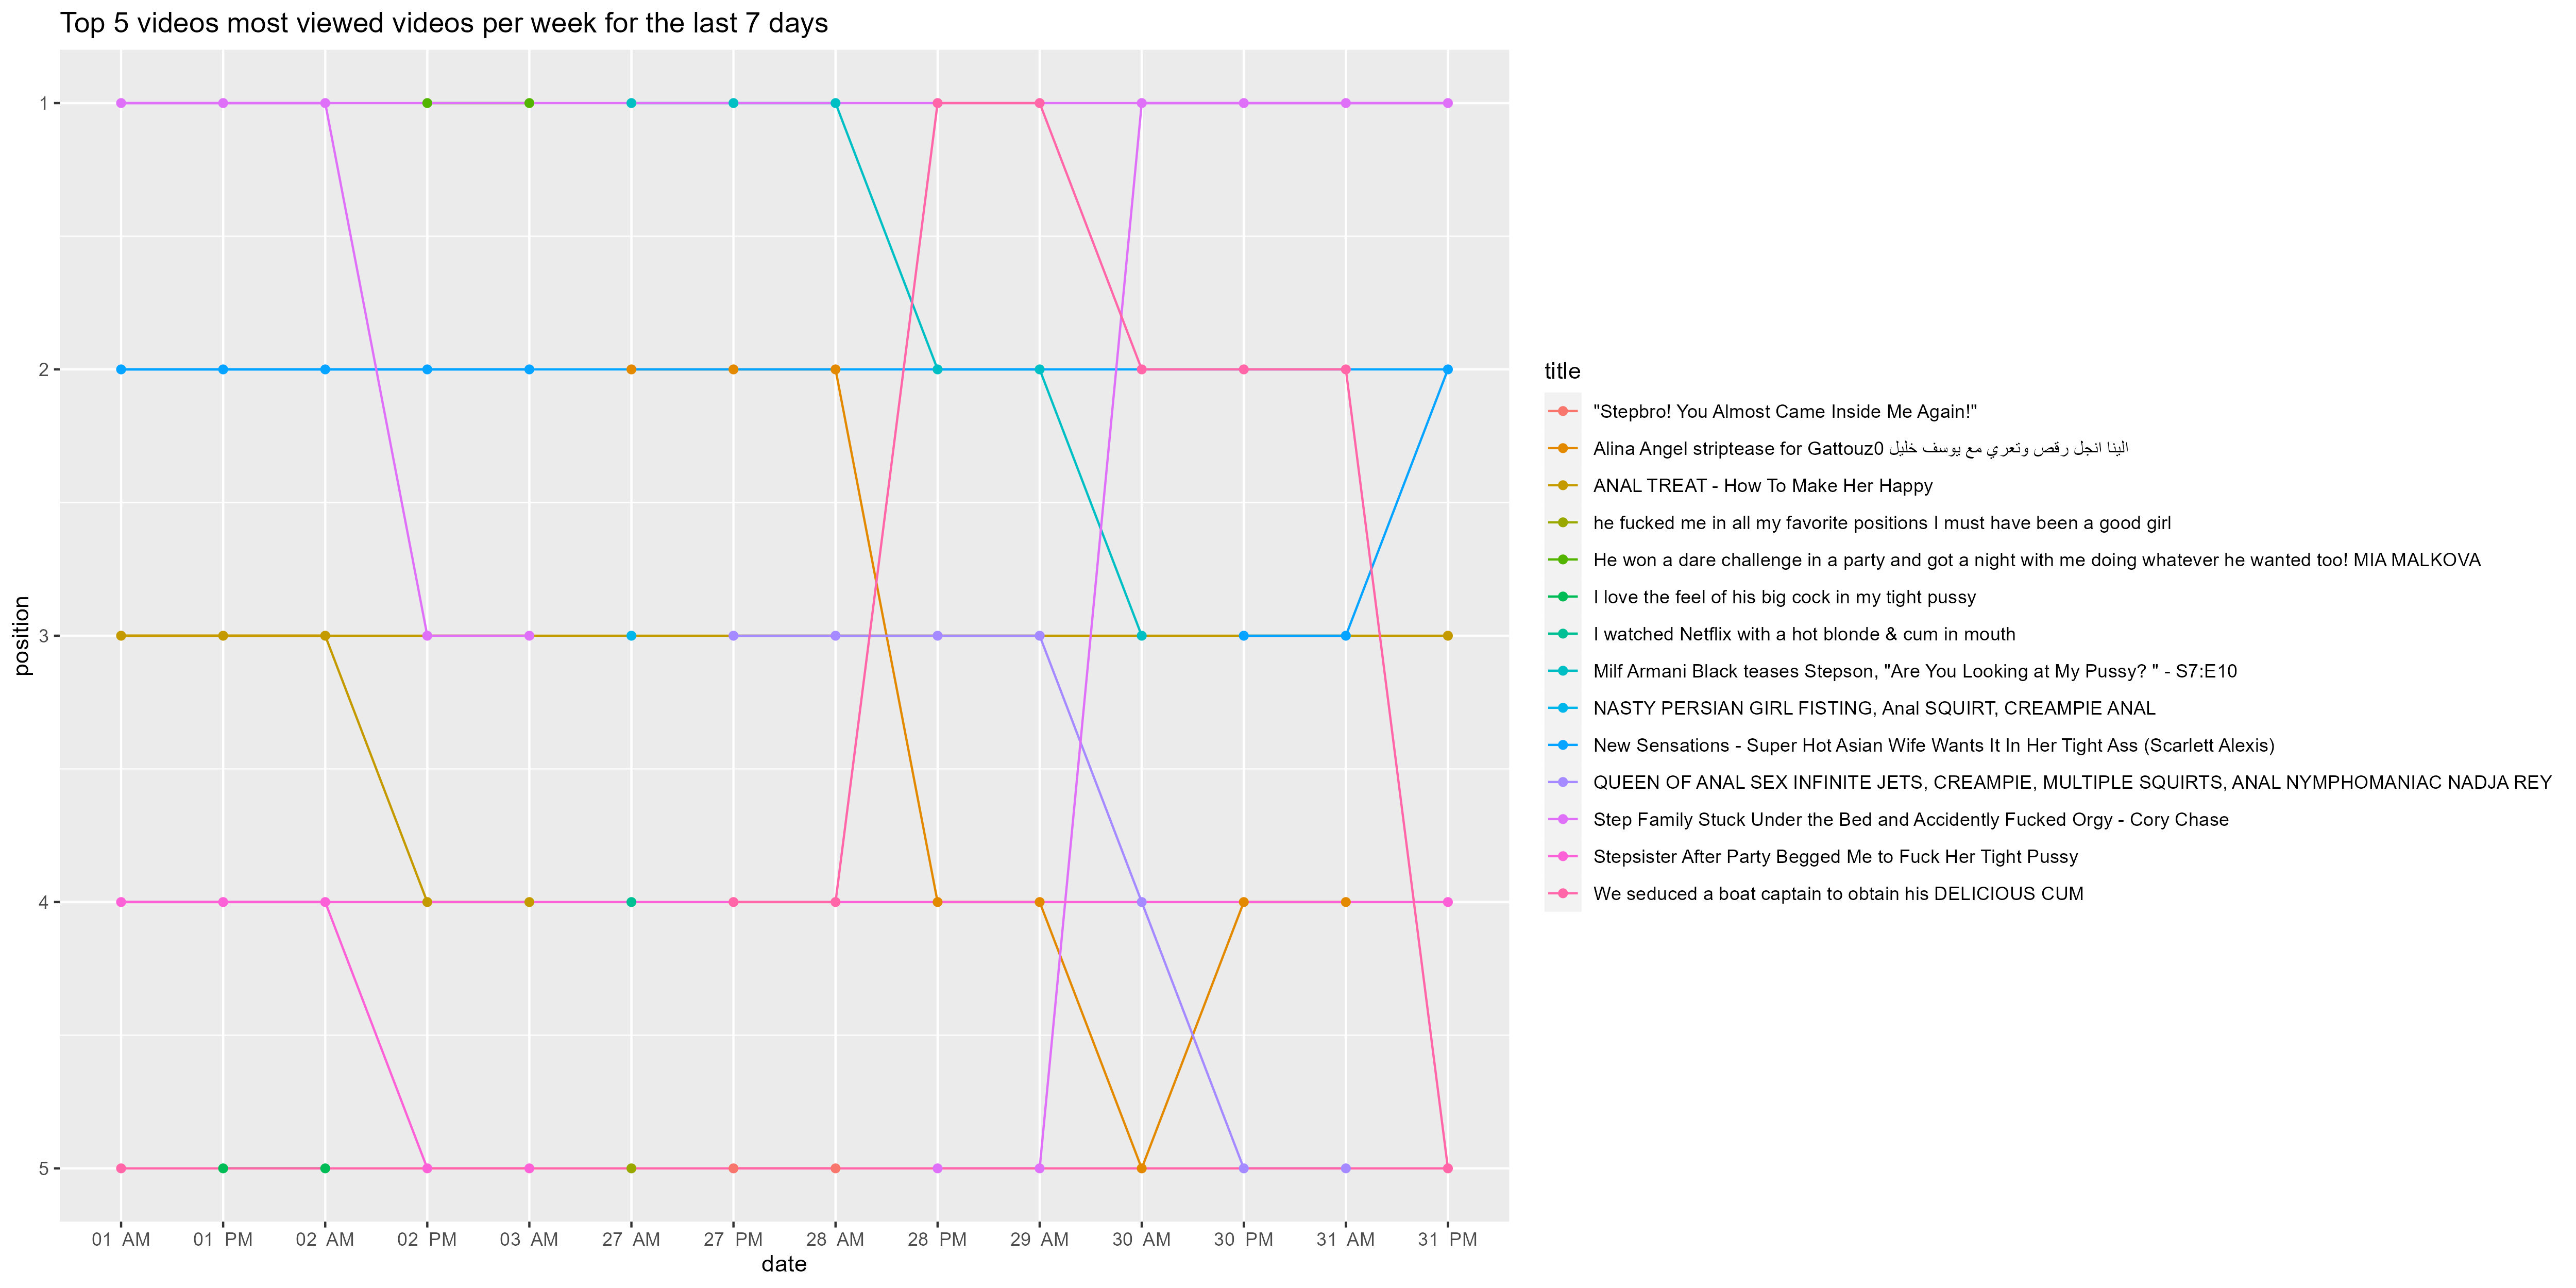 Top 5 videos most viewed videos per week for the last 7 days
position
1
2
3
4
5
01 AM
01 PM
02 AM
02 PM
03 AM
27 AM
27 PM
28 AM
28 PM
29 AM
30 AM
30 PM
31 AM
31 PM
date
title
"Stepbro! You Almost Came Inside Me Again!"
Alina Angel striptease for Gattouz0 الينا انجل رقص وتعري مع يوسف خليل
ANAL TREAT - How To Make Her Happy
he fucked me in all my favorite positions I must have been a good girl
He won a dare challenge in a party and got a night with me doing whatever he wanted too! MIA MALKOVA
I love the feel of his big cock in my tight pussy
I watched Netflix with a hot blonde & cum in mouth
Milf Armani Black teases Stepson, "Are You Looking at My Pussy? " - S7:E10
NASTY PERSIAN GIRL FISTING, Anal SQUIRT, CREAMPIE ANAL
New Sensations - Super Hot Asian Wife Wants It In Her Tight Ass (Scarlett Alexis)
QUEEN OF ANAL SEX INFINITE JETS, CREAMPIE, MULTIPLE SQUIRTS, ANAL NYMPHOMANIAC NADJA REY
Step Family Stuck Under the Bed and Accidently Fucked Orgy - Cory Chase
Stepsister After Party Begged Me to Fuck Her Tight Pussy
We seduced a boat captain to obtain his DELICIOUS CUM